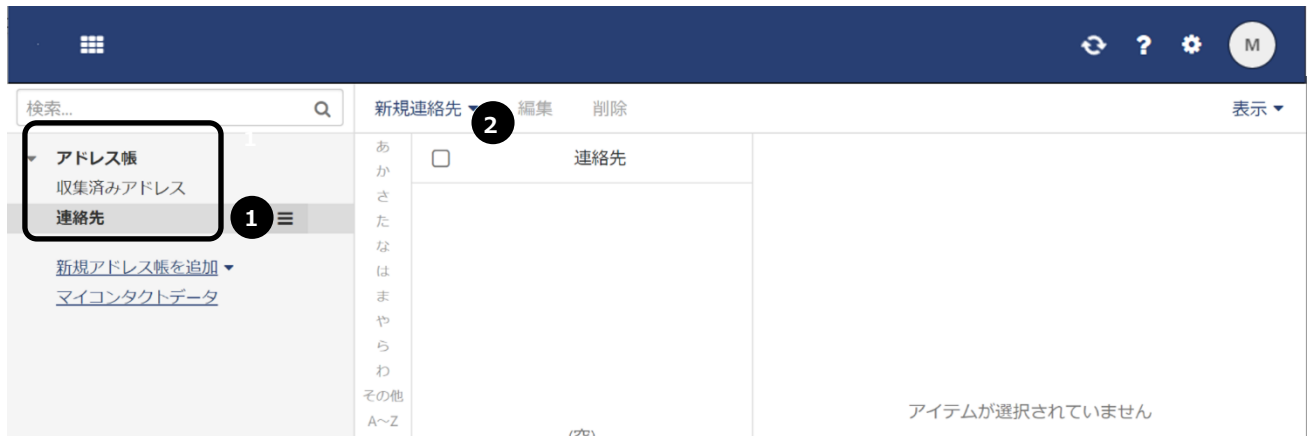 M
検索...
新規連絡先
2
編集
削除
表示
1
アドレス帳
収集済みアドレス
連絡先
1
新規アドレス帳を追加
マイコンタクトデータ
あ
か
さ
た
な
は
ま
や
ら
わ
その他
A～Z
連絡先
(空)
アイテムが選択されていません